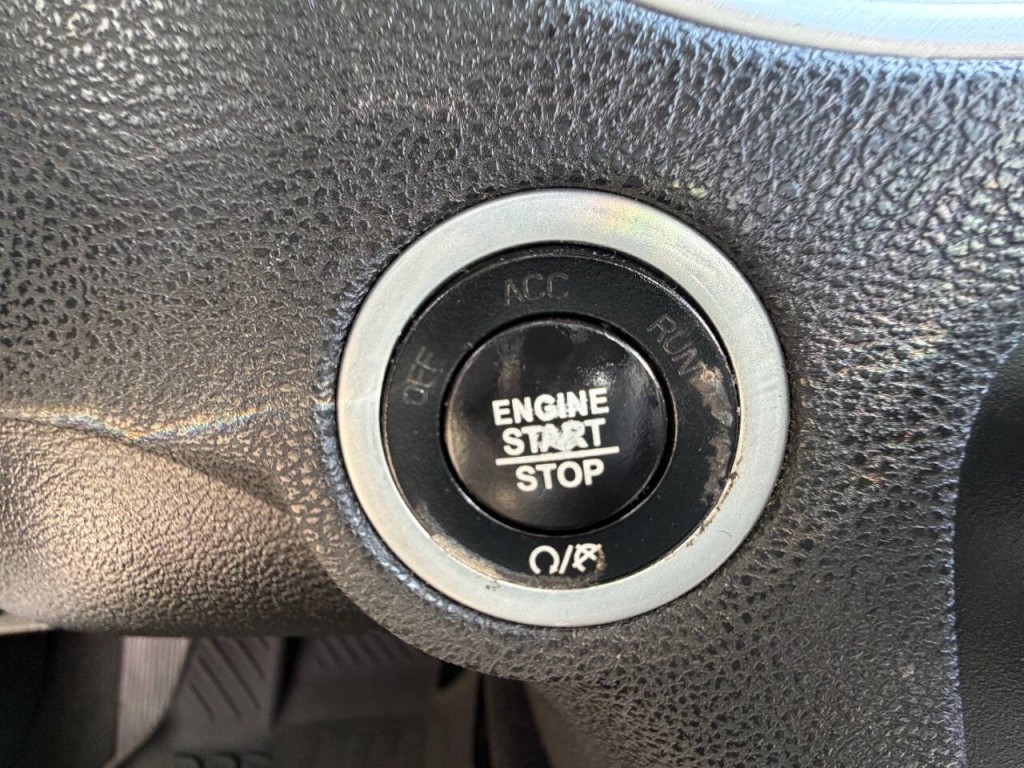 ACC
OFF
RUN
ENGINE
START
STOP